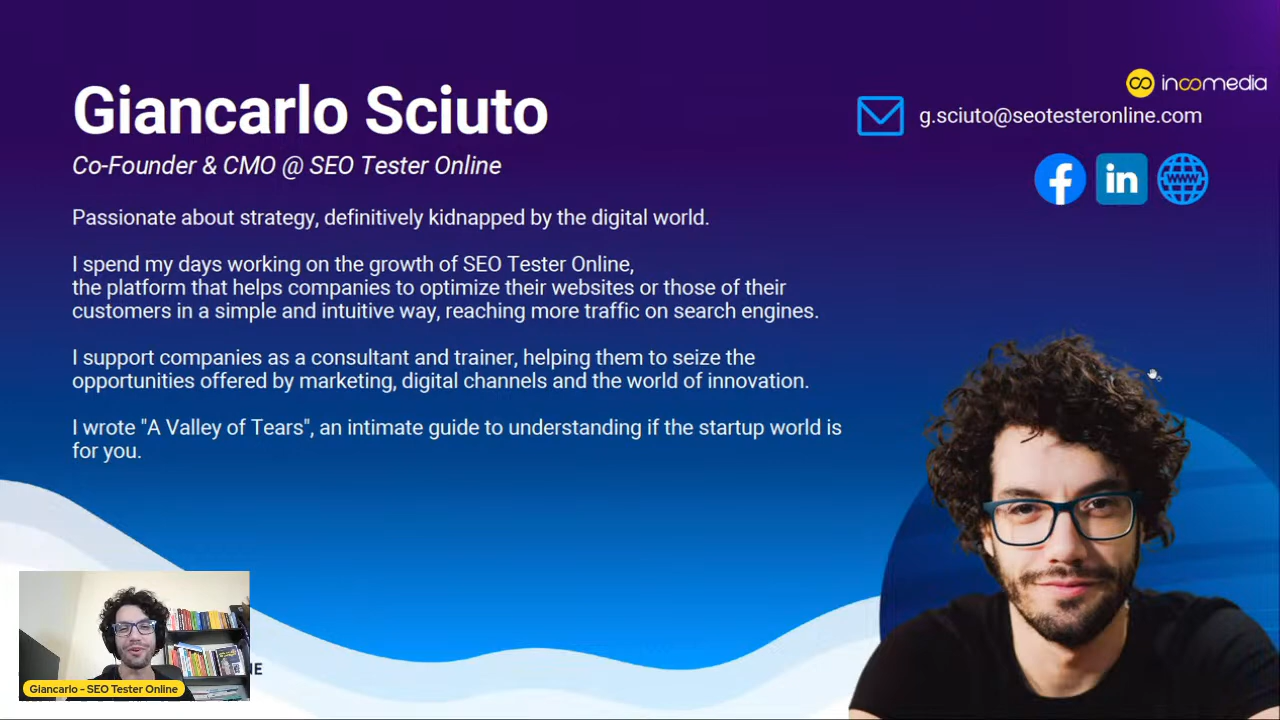 Giancarlo Sciuto
Co-Founder & CMO @ SEO Tester Online
incomedia
g.sciuto@seotesteronline.com
f
in
WWW
Passionate about strategy, definitively kidnapped by the digital world.
I spend my days working on the growth of SEO Tester Online,
the platform that helps companies to optimize their websites or those of their
customers in a simple and intuitive way, reaching more traffic on search engines.
I support companies as a consultant and trainer, helping them to seize the
opportunities offered by marketing, digital channels and the world of innovation.
I wrote "A Valley of Tears", an intimate guide to understanding if the startup world is
for you.
Giancarlo - SEO Tester Online